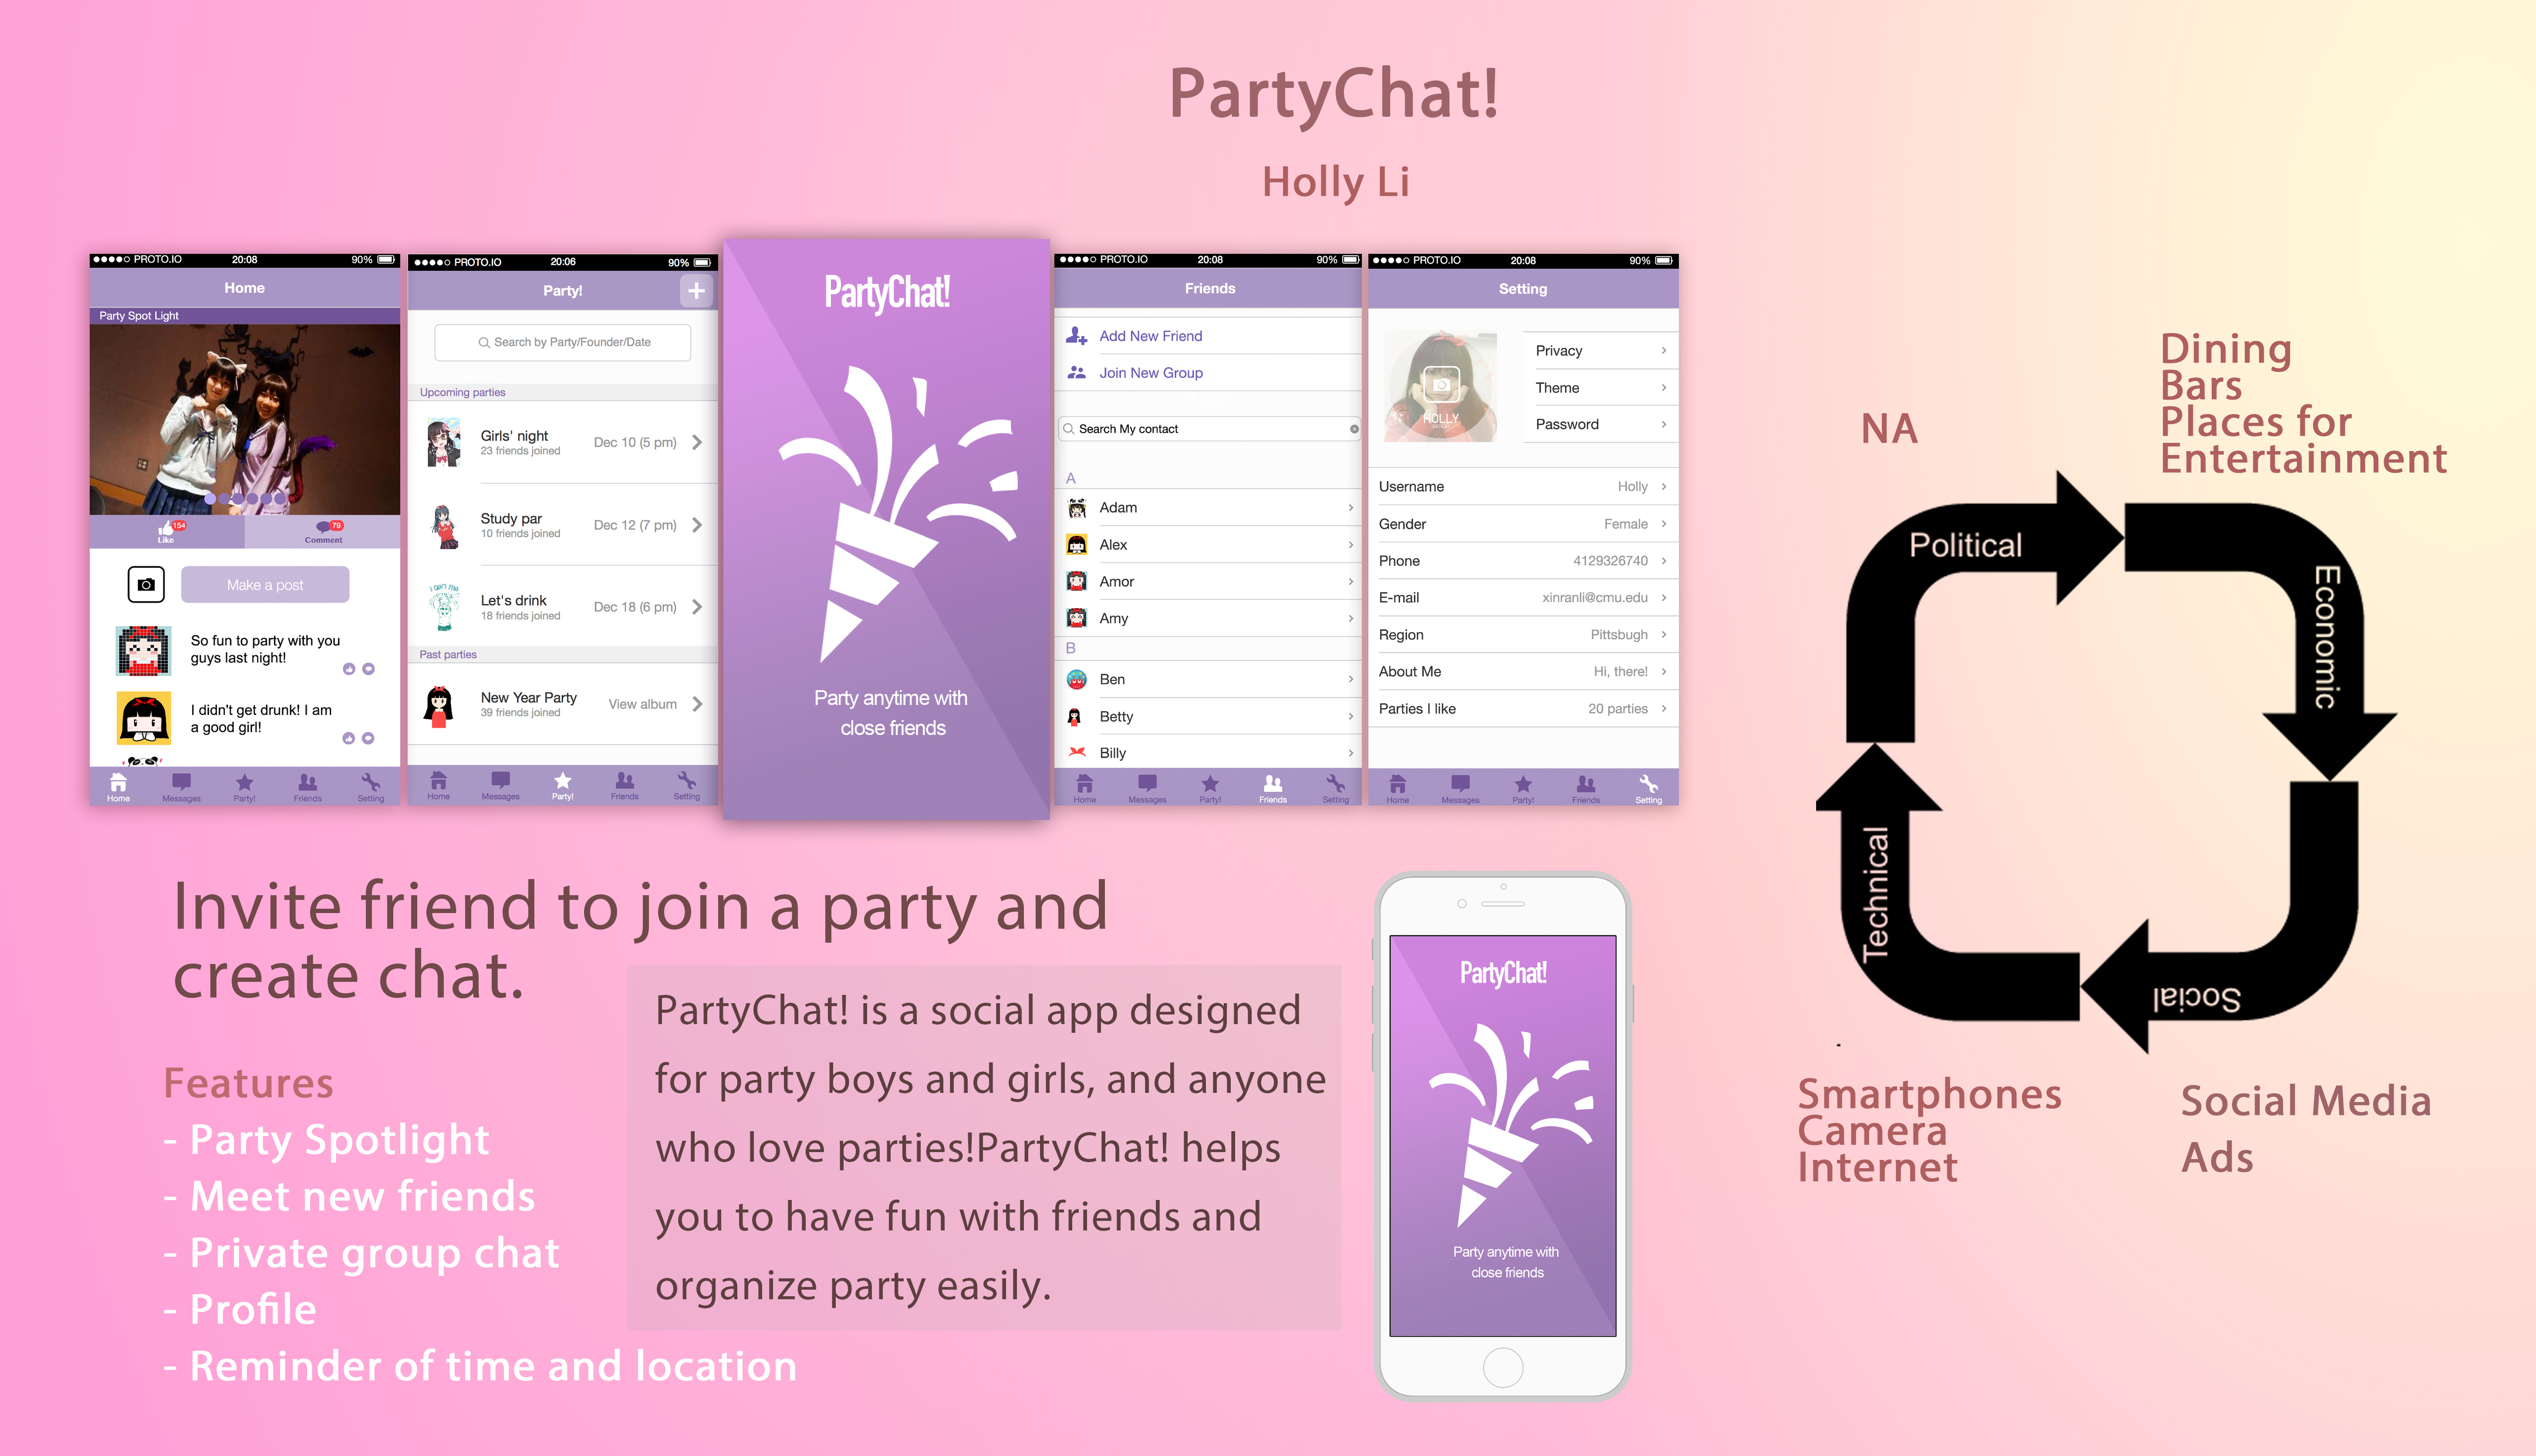 PartyChat!
Holly Li
PROTO.IO 20:08 90%
Home
Party Spot Light
154
Like
79
Comment
Make a post
So fun to party with you
guys last night!
I didn't get drunk! I am
a good girl!
Home Messages Party! Friends Setting
PROTO.IO 20:06 90%
Party!
Search by Party/Founder/Date
Upcoming parties
Girls' night
23 friends joined
Dec 10 (5 pm)
Study par
10 friends joined
Dec 12 (7 pm)
Let's drink
18 friends joined
Dec 18 (6 pm)
Past parties
New Year Party
39 friends joined
View album
Home Messages Party! Friends Setting
PartyChat!
Party anytime with
close friends
PROTO.IO 20:08 90%
Friends
Add New Friend
Join New Group
Search My contact
A
Adam
Alex
Amor
Amy
B
Ben
Betty
Billy
Home Messages Party! Friends Setting
PROTO.IO 20:08 90%
Setting
HOLLY
Privacy
Theme
Password
Username Holly
Gender Female
Phone 4129326740
E-mail xinranli@cmu.edu
Region Pittsbugh
About Me Hi, there!
Parties I like 20 parties
Home Messages Party! Friends Setting
NA
Dining
Bars
Places for
Entertainment
Political
Economic
Social
Technical
Smartphones
Camera
Internet
Social Media
Ads
Invite friend to join a party and
create chat.
Features
- Party Spotlight
- Meet new friends
- Private group chat
- Profile
- Reminder of time and location
PartyChat! is a social app designed
for party boys and girls, and anyone
who love parties!PartyChat! helps
you to have fun with friends and
organize party easily.
PartyChat!
Party anytime with
close friends